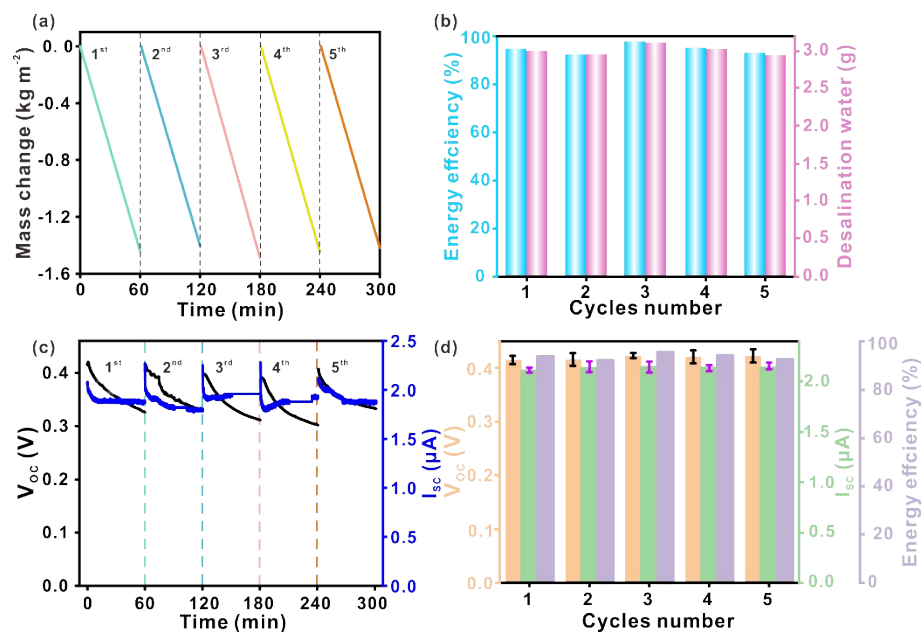 (a)
1st 2nd 3rd 4th 5th
0.0
-0.4
-0.8
-1.2
-1.6
Mass change (kg m-2)
0 60 120 180 240 300
Time (min)
(b)
100
80
60
40
20
0
Energy effciency (%)
3.0
2.5
2.0
1.5
1.0
0.5
0.0
Desalination water (g)
1 2 3 4 5
Cycles number
(c)
1st 2nd 3rd 4th 5th
0.4
0.3
0.2
0.1
0.0
VOC (V)
2.5
2.0
1.5
1.0
0.5
0.0
Isc (μA)
0 60 120 180 240 300
Time (min)
(d)
0.4
0.3
0.2
0.1
0.0
VOC (V)
2.0
1.5
1.0
0.5
0.0
Isc (μA)
100
80
60
40
20
0
Energy effciency (%)
1 2 3 4 5
Cycles number